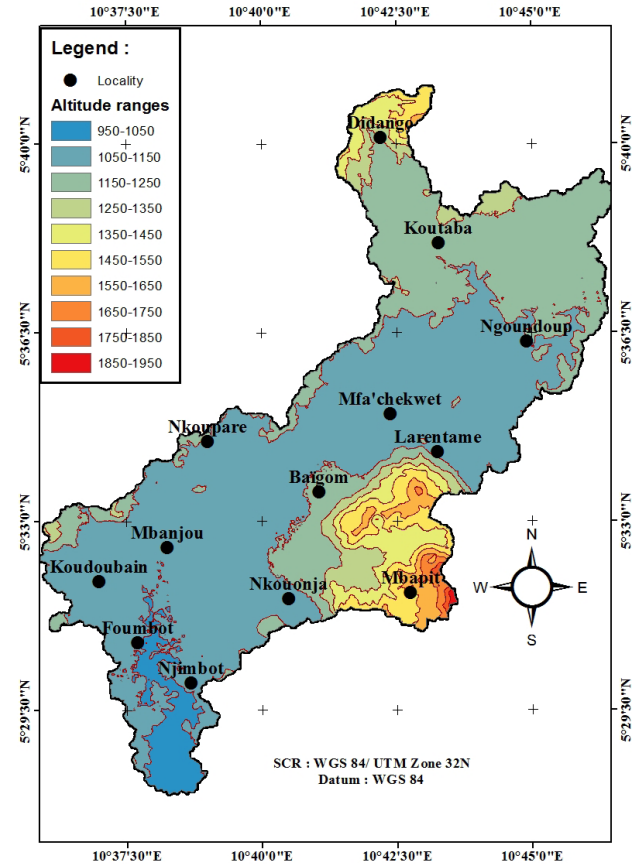 10°37'30"E 10°40'0"E 10°42'30"E 10°45'0"E
Legend :
Locality
Altitude ranges
950-1050
1050-1150
1150-1250
1250-1350
1350-1450
1450-1550
1550-1650
1650-1750
1750-1850
1850-1950
5°40'0"N
5°36'30"N
5°33'0"N
5°29'30"N
5°40'0"N
5°36'30"N
5°33'0"N
5°29'30"N
Didango
Koutaba
Ngoundoup
Mfa'chekwet
Nkoupare
Larentame
Baïgom
Mbanjou
Koudoubain
Nkouonja
Mbapit
Foumbot
Njimbot
N
W E
S
SCR : WGS 84/ UTM Zone 32N
Datum : WGS 84
10°37'30"E 10°40'0"E 10°42'30"E 10°45'0"E